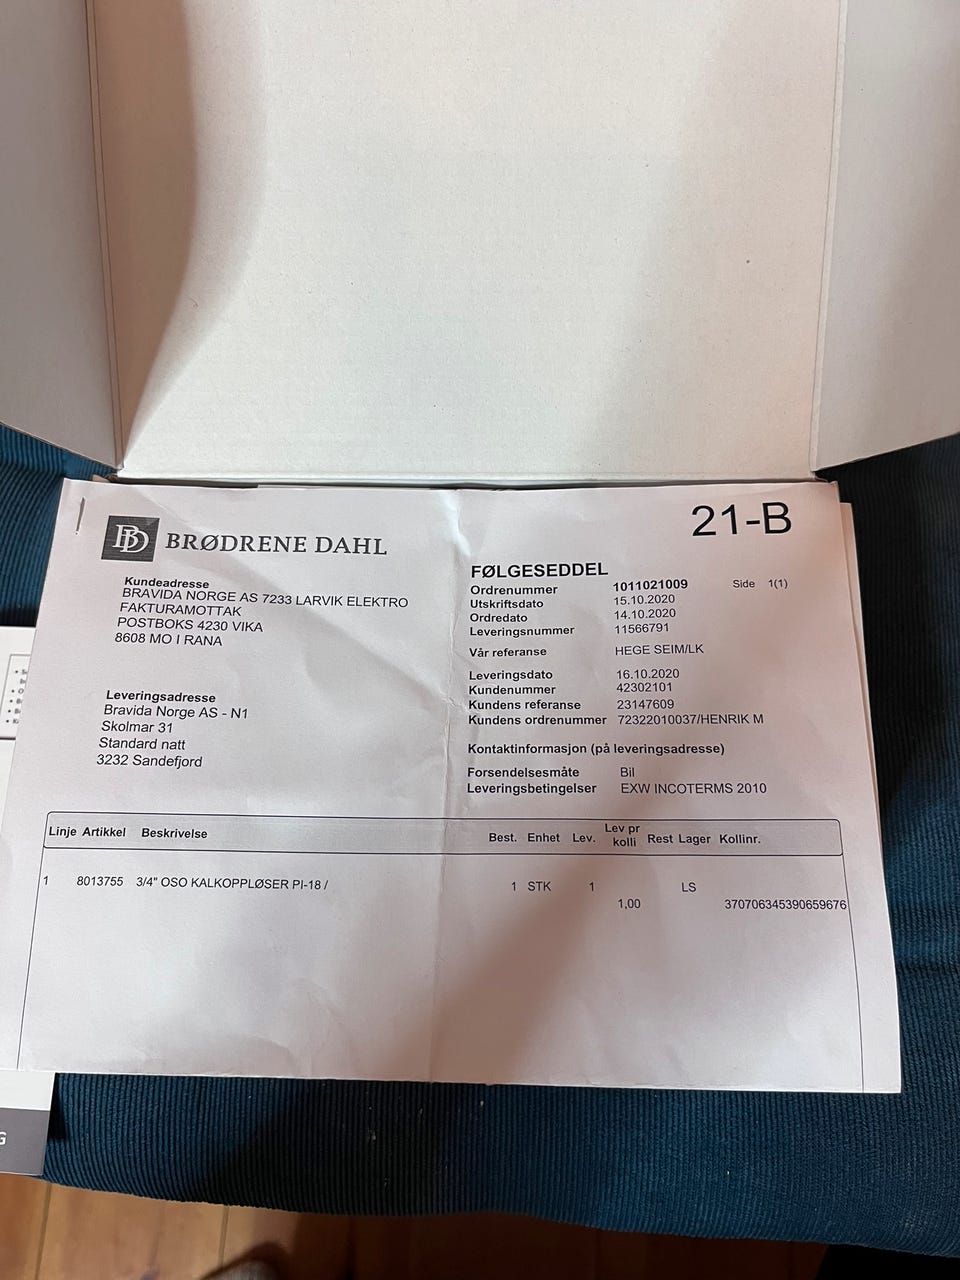 BD BRØDRENE DAHL
21-B
Kundeadresse
BRAVIDA NORGE AS 7233 LARVIK ELEKTRO
FAKTURAMOTTAK
POSTBOKS 4230 VIKA
8608 MO I RANA
Leveringsadresse
Bravida Norge AS - N1
Skolmar 31
Standard natt
3232 Sandefjord
FØLGESEDDEL
Ordrenummer 1011021009 Side 1(1)
Utskriftsdato 15.10.2020
Ordredato 14.10.2020
Leveringsnummer 11566791
Vår referanse HEGE SEIM/LK
Leveringsdato 16.10.2020
Kundenummer 42302101
Kundens referanse 23147609
Kundens ordrenummer 72322010037/HENRIK M
Kontaktinformasjon (på leveringsadresse)
Forsendelsesmåte Bil
Leveringsbetingelser EXW INCOTERMS 2010
Linje Artikkel Beskrivelse Best. Enhet Lev. Lev pr kolli Rest Lager Kollinr.
1 8013755 3/4" OSO KALKOPPLØSER PI-18 / 1 STK 1 LS
1,00 370706345390659676
G